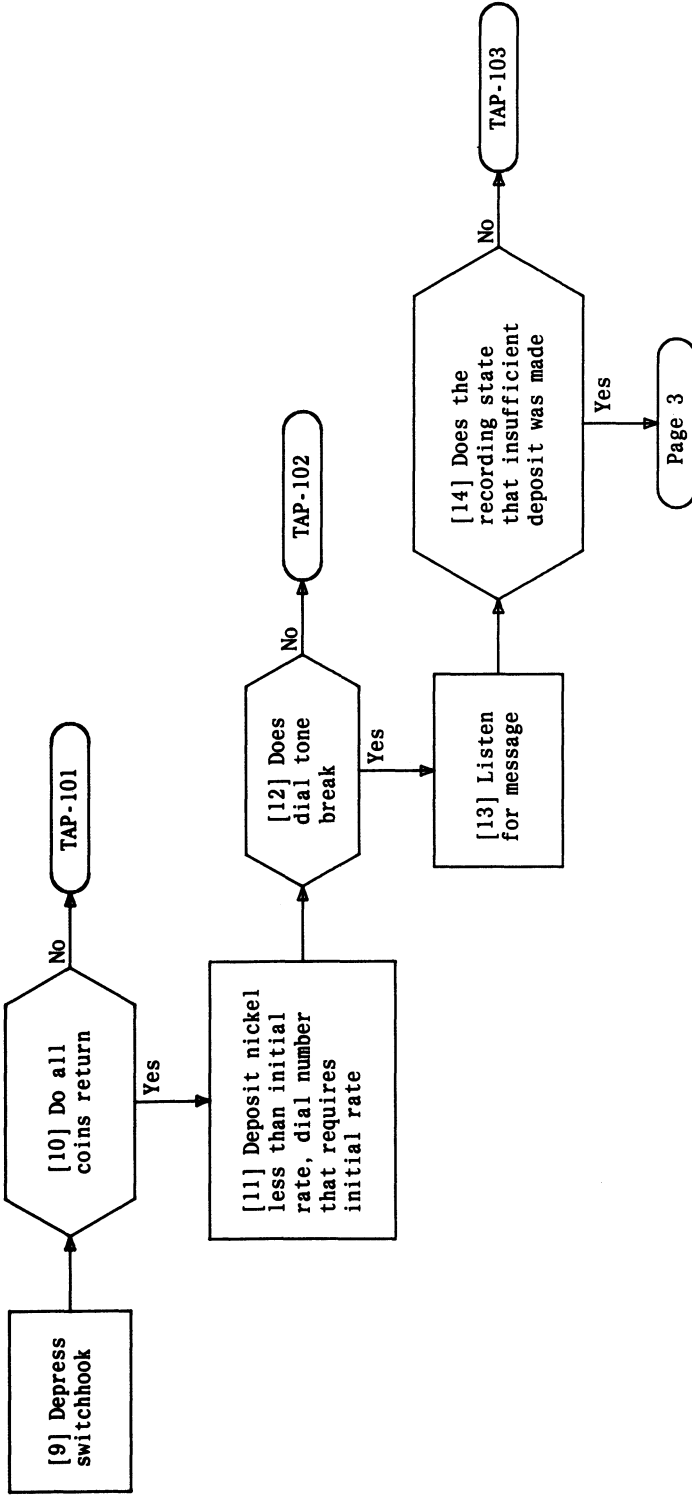 [9] Depress
switchhook
[10] Do all
coins return
No
TAP-101
Yes
[11] Deposit nickel
less than initial
rate, dial number
that requires
initial rate
[12] Does
dial tone
break
No
TAP-102
Yes
[13] Listen
for message
[14] Does the
recording state
that insufficient
deposit was made
No
TAP-103
Yes
Page 3